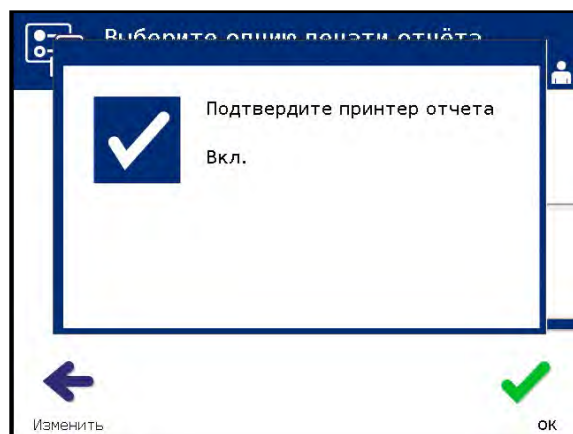 Выберите опцию печати отчёта
Подтвердите принтер отчета
Вкл.
Изменить
ОК